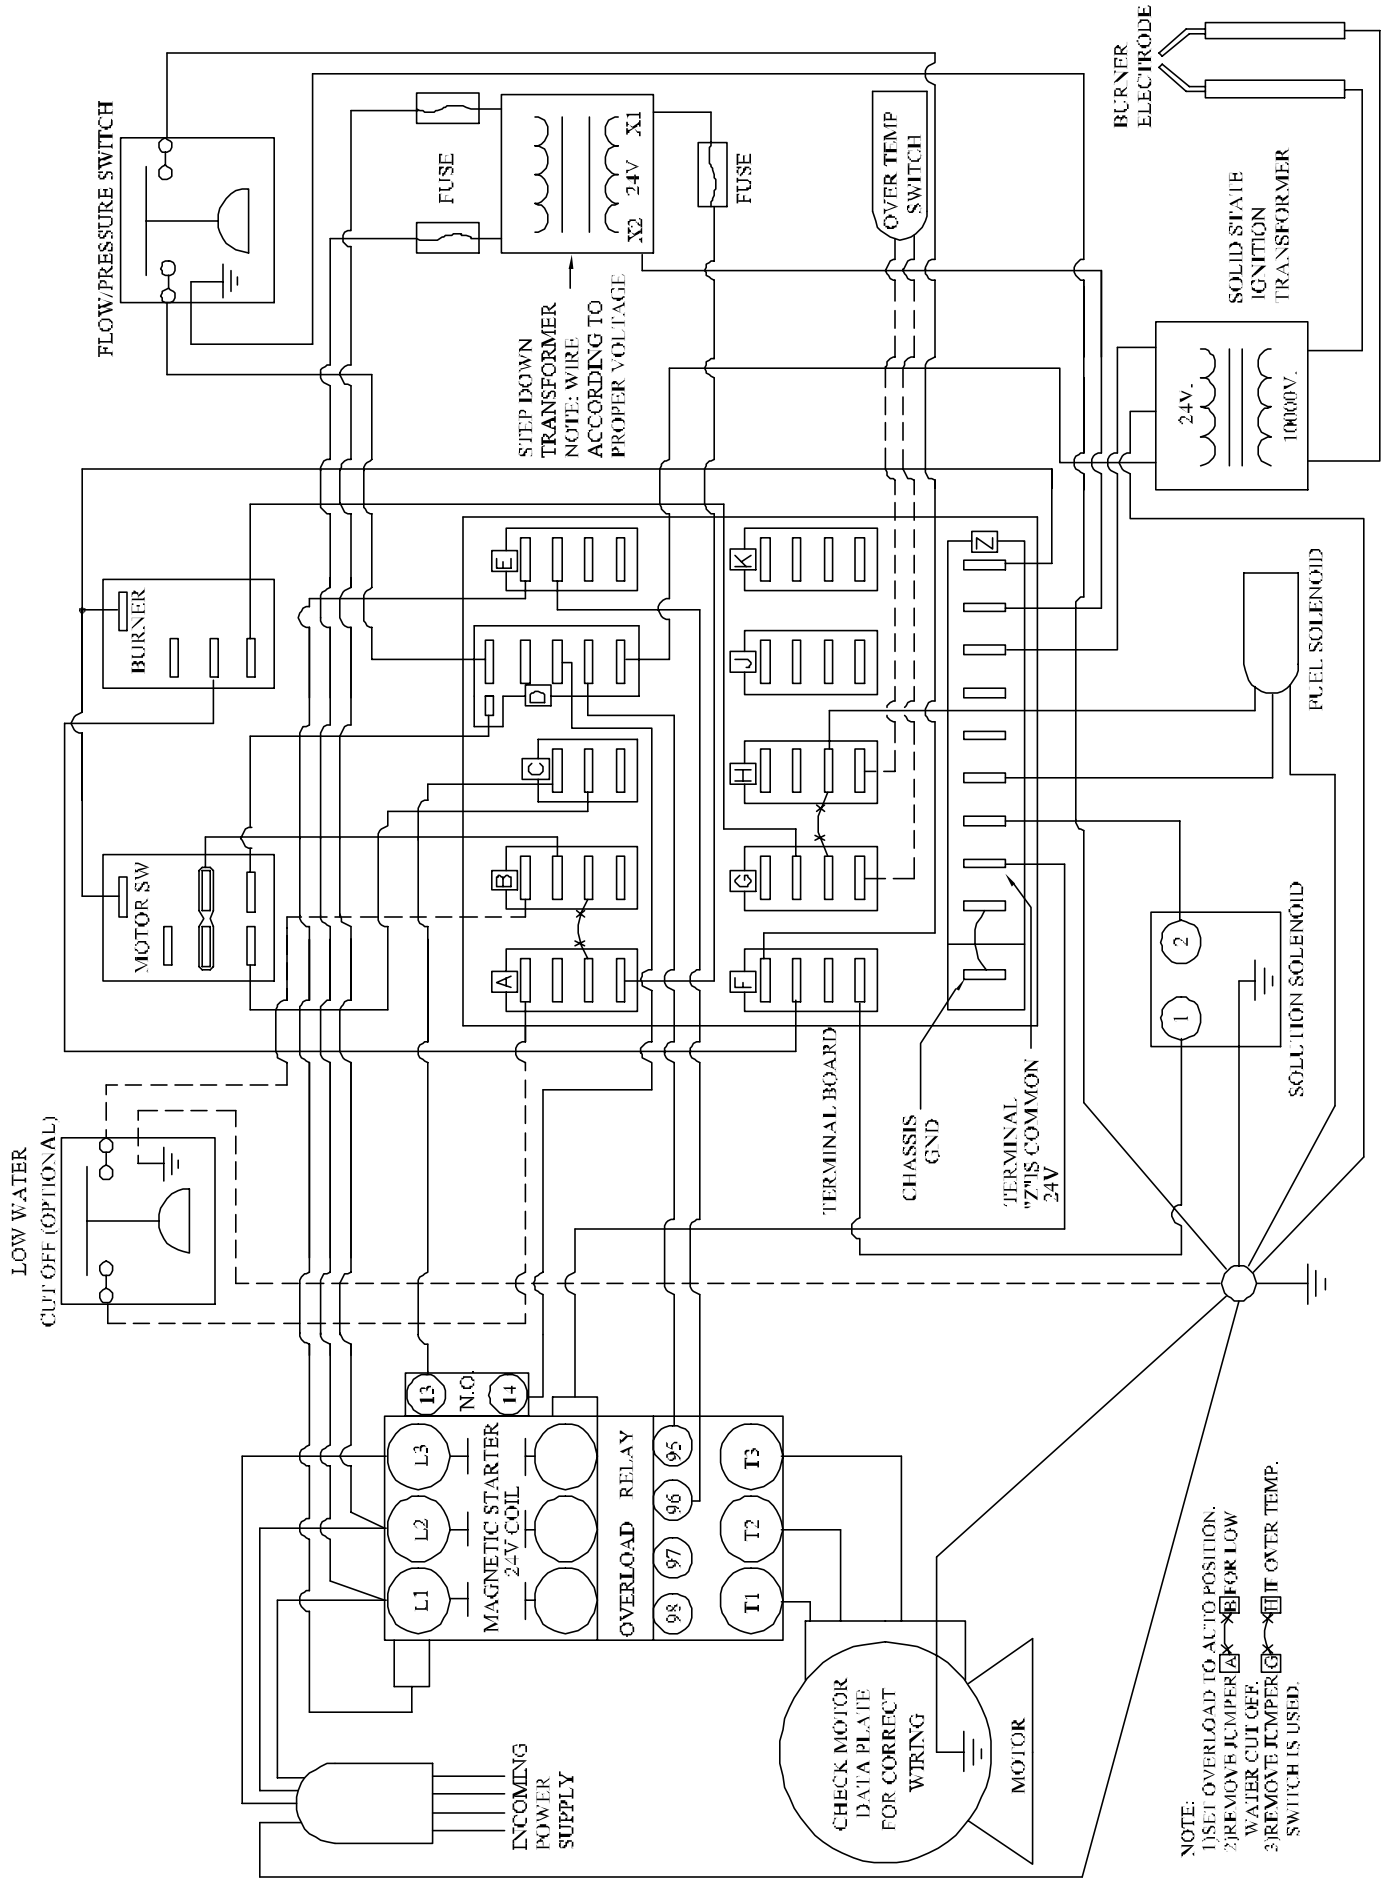 LOW WATER
CUT OFF (OPTIONAL)
MOTOR SW
BURNER
FLOW/PRESSURE SWITCH
INCOMING
POWER
SUPPLY
L1
L2
L3
MAGNETIC STARTER
24V COIL
13
N.O.
14
OVERLOAD RELAY
98
97
96
95
T1
T2
T3
CHECK MOTOR
DATA PLATE
FOR CORRECT
WIRING
MOTOR
A
B
C
D
E
F
G
H
J
K
Z
TERMINAL BOARD
CHASSIS
GND
TERMINAL
"Z"IS COMMON
24V
FUSE
X2
24V
X1
FUSE
STEP DOWN
TRANSFORMER
NOTE: WIRE
ACCORDING TO
PROPER VOLTAGE
OVER TEMP
SWITCH
BURNER
ELECTRODE
SOLID STATE
IGNITION
TRANSFORMER
24V.
10000V.
FUEL SOLENOID
1
2
SOLUTION SOLENOID
NOTE:
1)SET OVERLOAD TO AUTO POSITION.
2)REMOVE JUMPER A B FOR LOW
WATER CUT OFF.
3)REMOVE JUMPER G H IF OVER TEMP.
SWITCH IS USED.